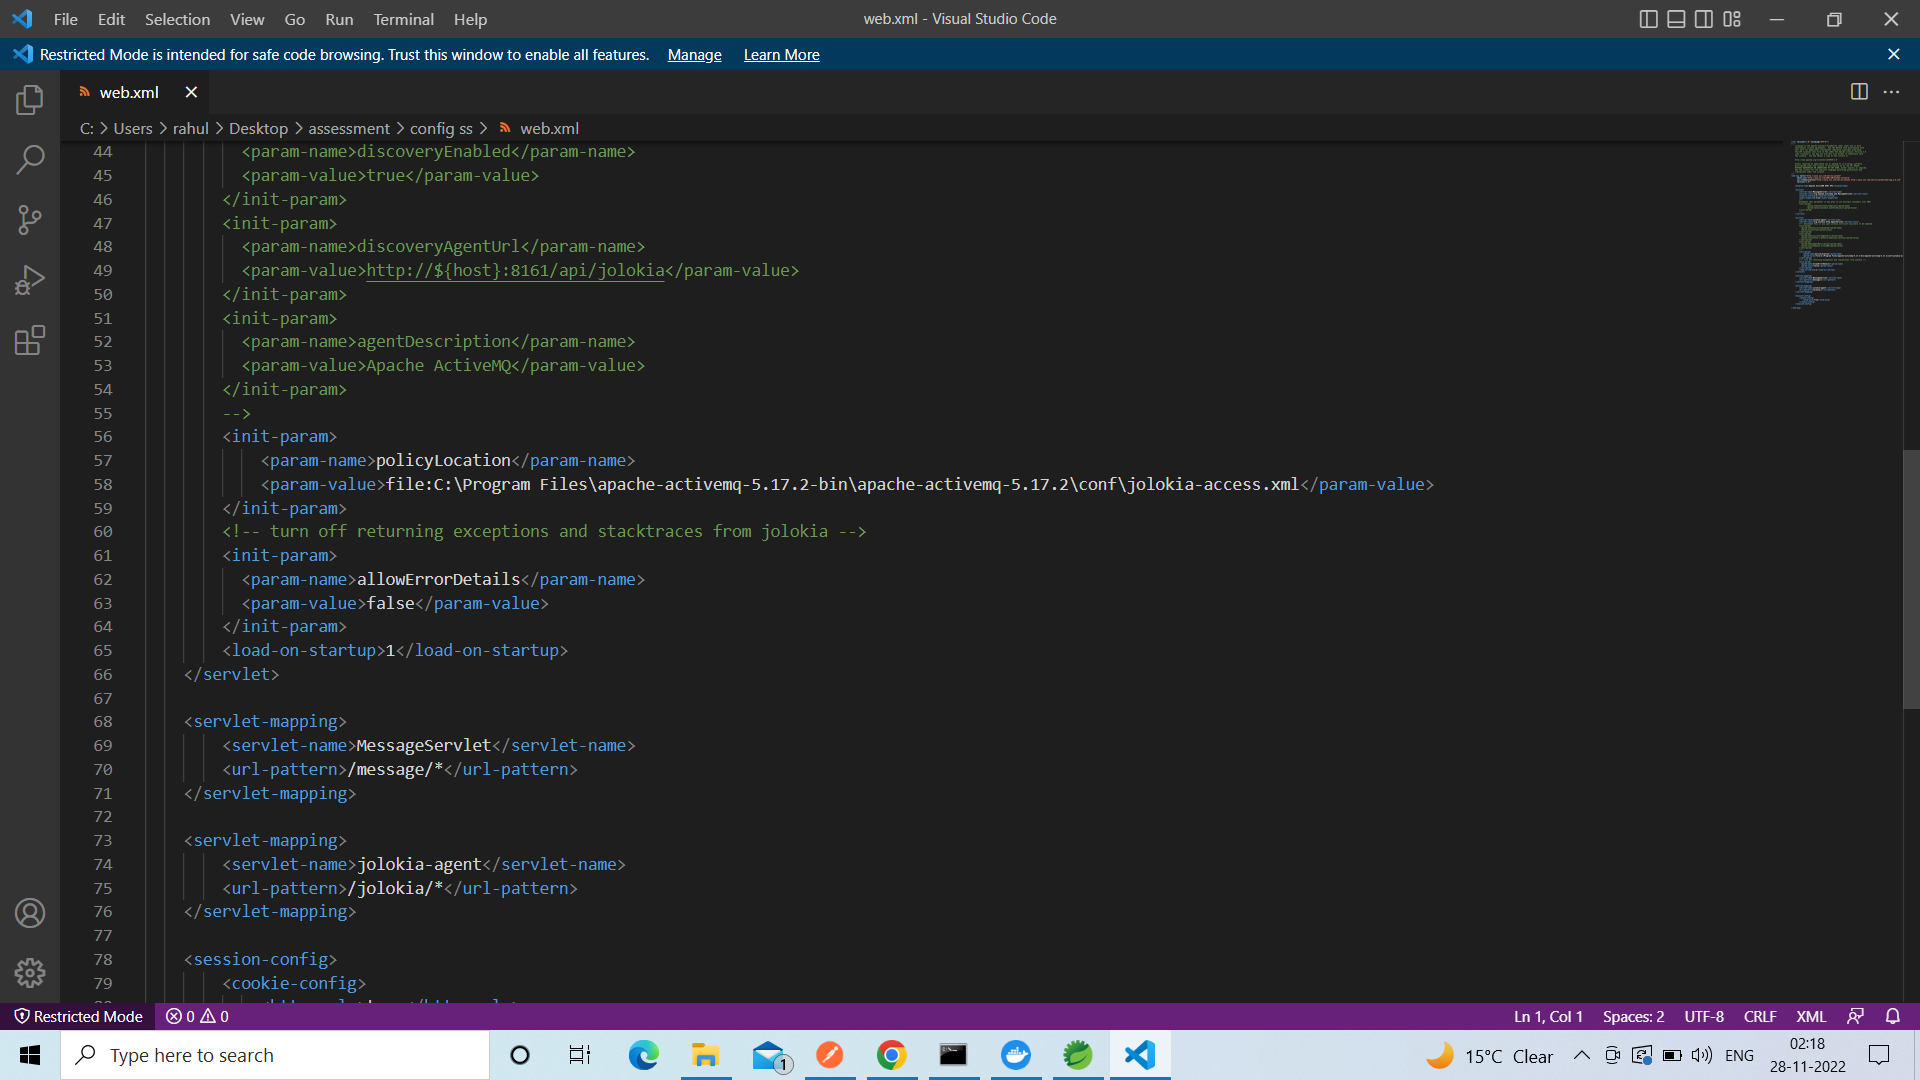 File Edit Selection View Go Run Terminal Help
web.xml - Visual Studio Code
Restricted Mode is intended for safe code browsing. Trust this window to enable all features. Manage Learn More
web.xml
C: > Users > rahul > Desktop > assessment > config ss > web.xml
44 <param-name>discoveryEnabled</param-name>
45 <param-value>true</param-value>
46 </init-param>
47 <init-param>
48 <param-name>discoveryAgentUrl</param-name>
49 <param-value>http://${host}:8161/api/jolokia</param-value>
50 </init-param>
51 <init-param>
52 <param-name>agentDescription</param-name>
53 <param-value>Apache ActiveMQ</param-value>
54 </init-param>
55 -->
56 <init-param>
57 <param-name>policyLocation</param-name>
58 <param-value>file:C:\Program Files\apache-activemq-5.17.2-bin\apache-activemq-5.17.2\conf\jolokia-access.xml</param-value>
59 </init-param>
60 <!-- turn off returning exceptions and stacktraces from jolokia -->
61 <init-param>
62 <param-name>allowErrorDetails</param-name>
63 <param-value>false</param-value>
64 </init-param>
65 <load-on-startup>1</load-on-startup>
66 </servlet>
67
68 <servlet-mapping>
69 <servlet-name>MessageServlet</servlet-name>
70 <url-pattern>/message/*</url-pattern>
71 </servlet-mapping>
72
73 <servlet-mapping>
74 <servlet-name>jolokia-agent</servlet-name>
75 <url-pattern>/jolokia/*</url-pattern>
76 </servlet-mapping>
77
78 <session-config>
79 <cookie-config>
Restricted Mode 0 0
Ln 1, Col 1 Spaces: 2 UTF-8 CRLF XML
Type here to search
1
15°C Clear
ENG
02:18
28-11-2022